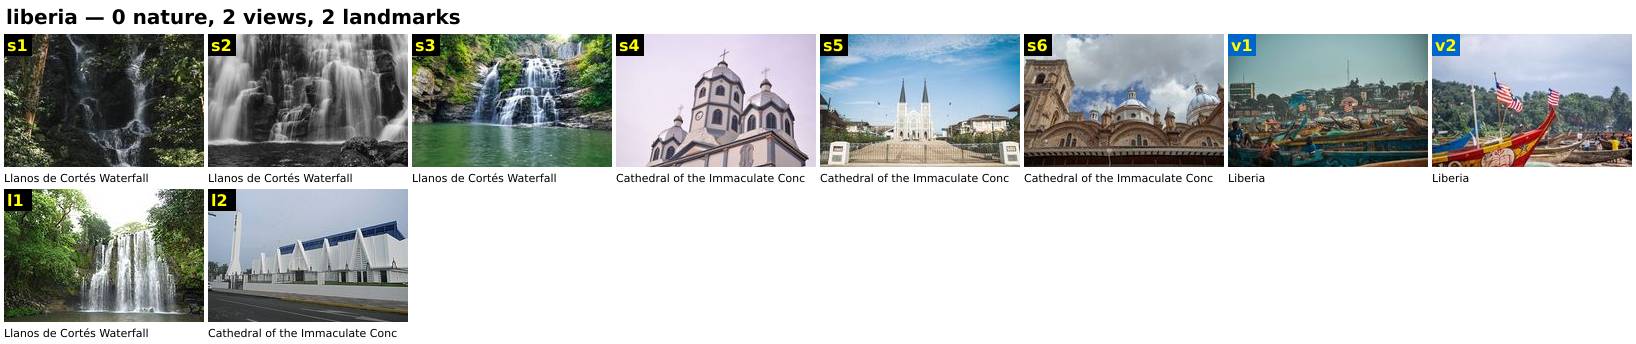 liberia — 0 nature, 2 views, 2 landmarks
s1
s2
s3
s4
s5
s6
v1
v2
Llanos de Cortés Waterfall
Llanos de Cortés Waterfall
Llanos de Cortés Waterfall
Cathedral of the Immaculate Conc
Cathedral of the Immaculate Conc
Cathedral of the Immaculate Conc
Liberia
Liberia
l1
l2
Llanos de Cortés Waterfall
Cathedral of the Immaculate Conc